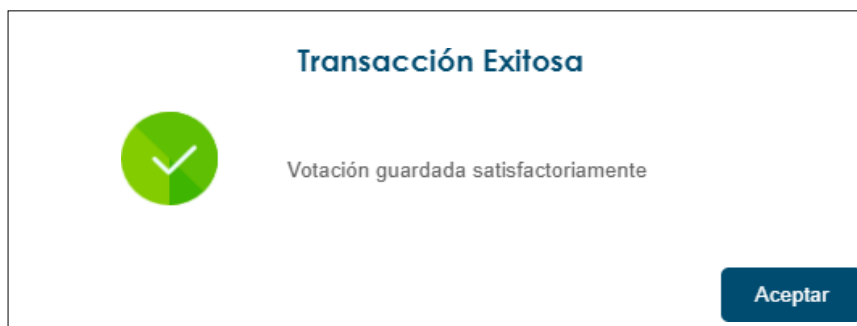 Transacción Exitosa
Votación guardada satisfactoriamente
Aceptar